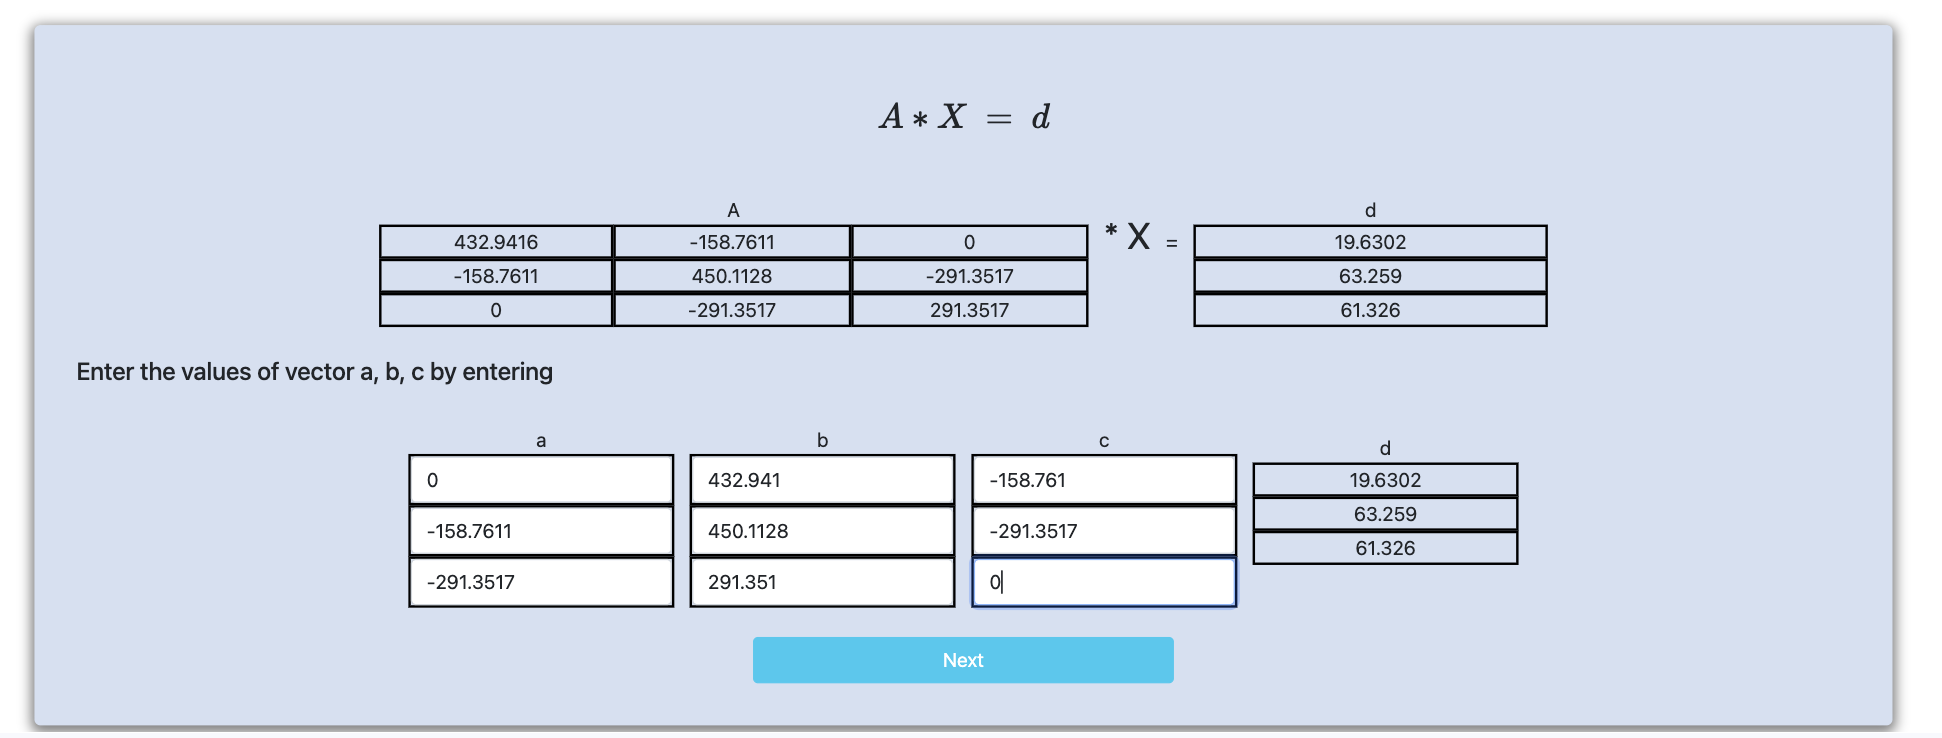 A * X = d
A d
432.9416 -158.7611 0 * X = 19.6302
-158.7611 450.1128 -291.3517 63.259
0 -291.3517 291.3517 61.326
Enter the values of vector a, b, c by entering
a b c d
0 432.941 -158.761 19.6302
-158.7611 450.1128 -291.3517 63.259
-291.3517 291.351 0 61.326
Next